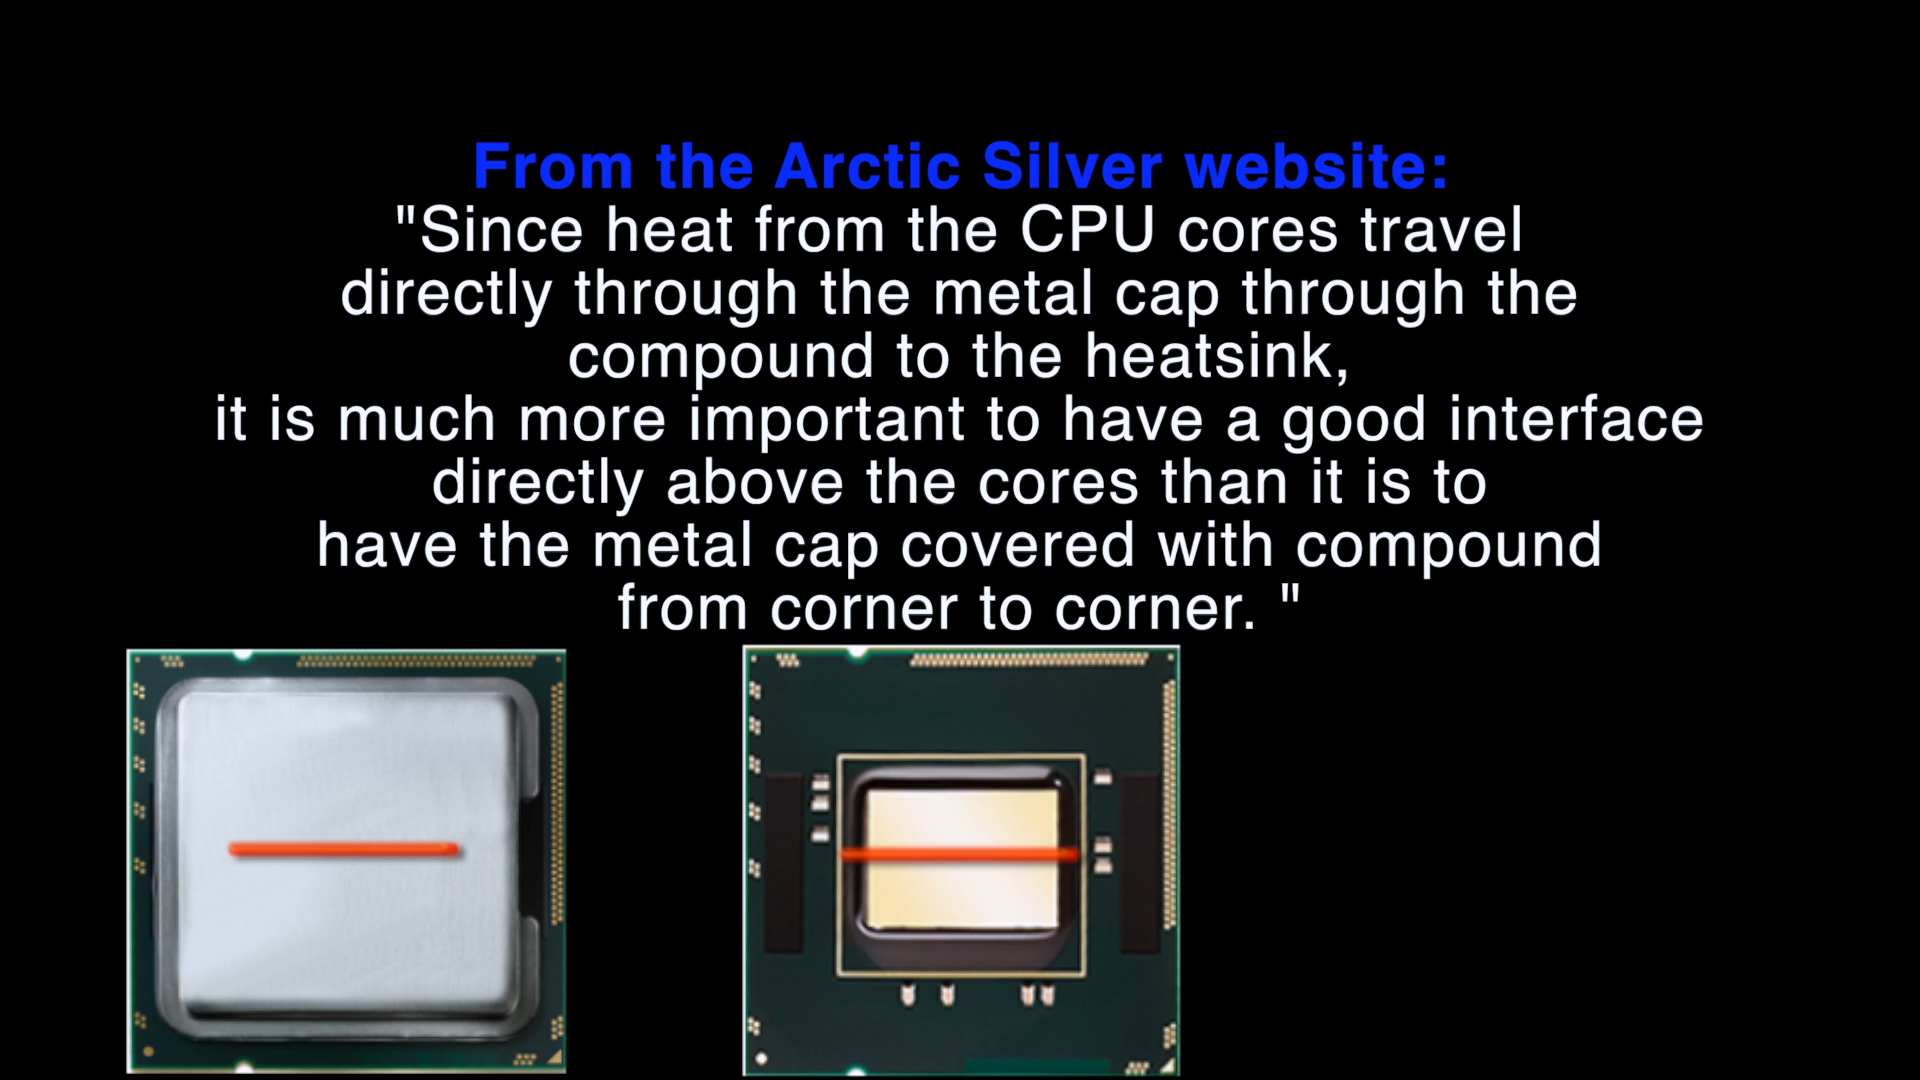 From the Arctic Silver website:
"Since heat from the CPU cores travel
directly through the metal cap through the
compound to the heatsink,
it is much more important to have a good interface
directly above the cores than it is to
have the metal cap covered with compound
from corner to corner. "